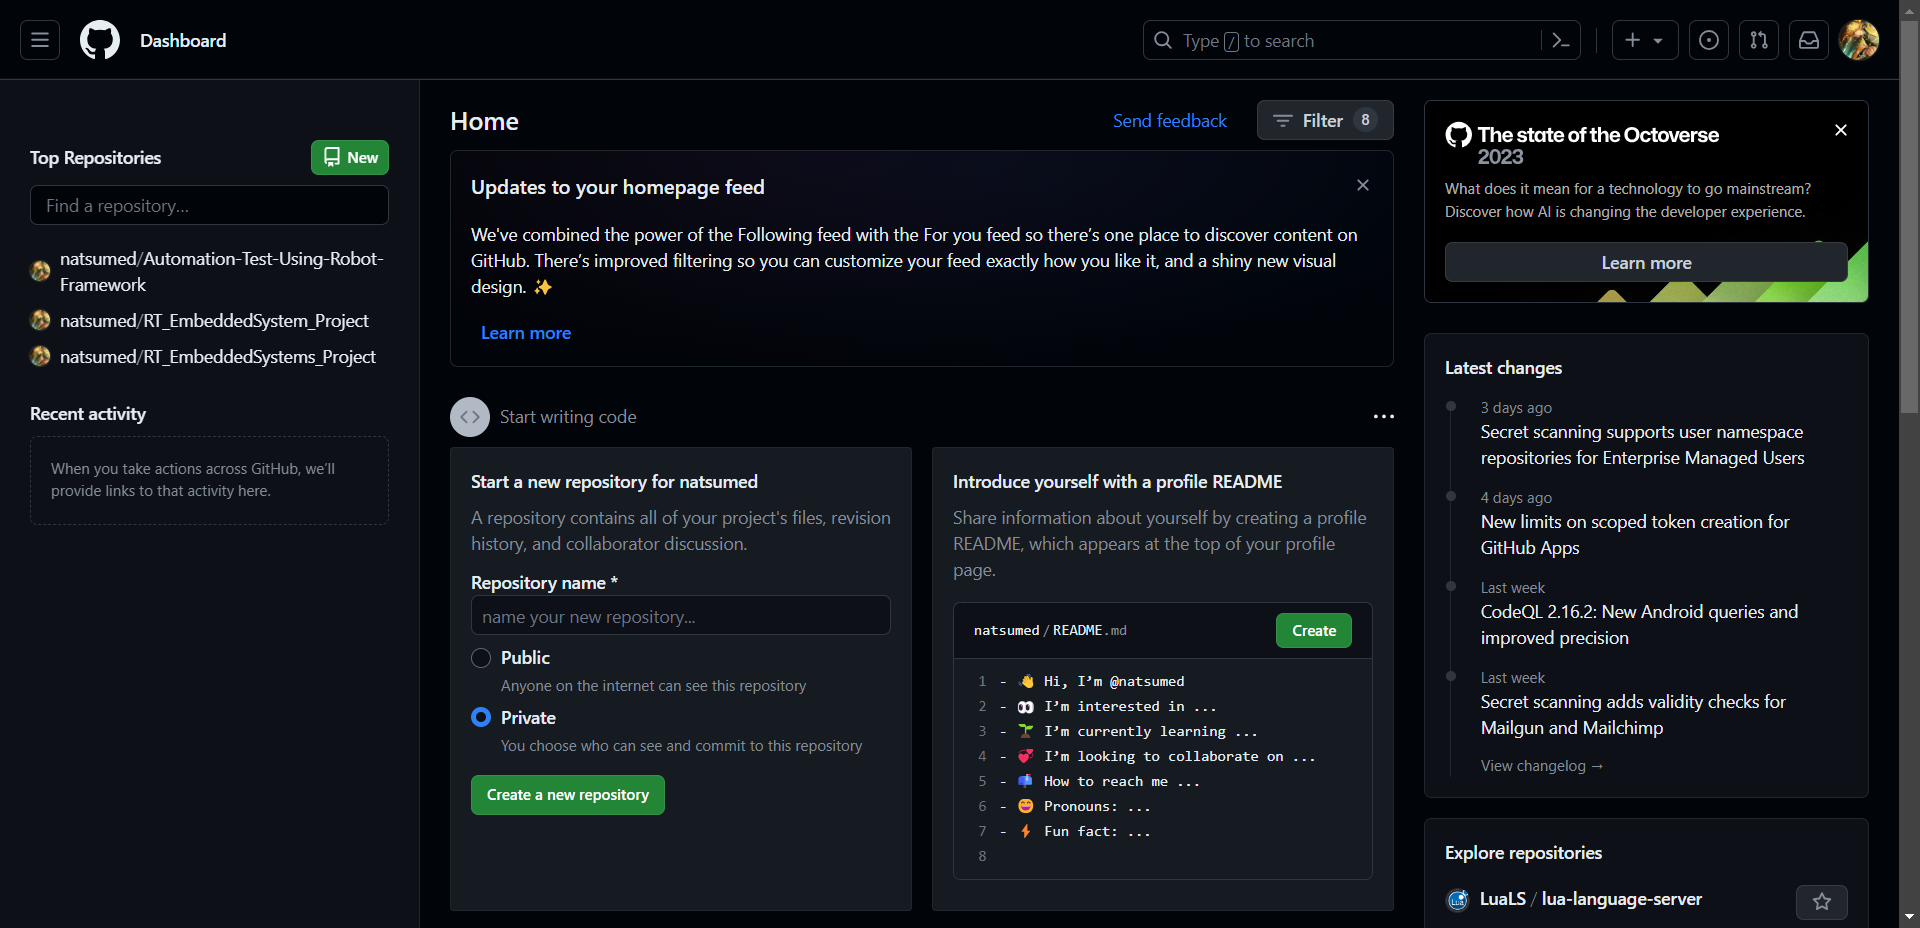 Dashboard
Type / to search
Top Repositories
New
Find a repository...
natsumed/Automation-Test-Using-Robot-
Framework
natsumed/RT_EmbeddedSystem_Project
natsumed/RT_EmbeddedSystems_Project
Recent activity
When you take actions across GitHub, we'll
provide links to that activity here.
Home
Send feedback
Filter 8
Updates to your homepage feed
We've combined the power of the Following feed with the For you feed so there's one place to discover content on
GitHub. There's improved filtering so you can customize your feed exactly how you like it, and a shiny new visual
design. ✨
Learn more
Start writing code
Start a new repository for natsumed
A repository contains all of your project's files, revision
history, and collaborator discussion.
Repository name *
name your new repository...
Public
Anyone on the internet can see this repository
Private
You choose who can see and commit to this repository
Create a new repository
Introduce yourself with a profile README
Share information about yourself by creating a profile
README, which appears at the top of your profile
page.
natsumed/README.md
Create
1 - 👋 Hi, I’m @natsumed
2 - 👀 I’m interested in ...
3 - 🌱 I’m currently learning ...
4 - 💞️ I’m looking to collaborate on ...
5 - 📫 How to reach me ...
6 - 😄 Pronouns: ...
7 - ⚡ Fun fact: ...
8
The state of the Octoverse
2023
What does it mean for a technology to go mainstream?
Discover how AI is changing the developer experience.
Learn more
Latest changes
3 days ago
Secret scanning supports user namespace
repositories for Enterprise Managed Users
4 days ago
New limits on scoped token creation for
GitHub Apps
Last week
CodeQL 2.16.2: New Android queries and
improved precision
Last week
Secret scanning adds validity checks for
Mailgun and Mailchimp
View changelog →
Explore repositories
Lua
LuaLS / lua-language-server